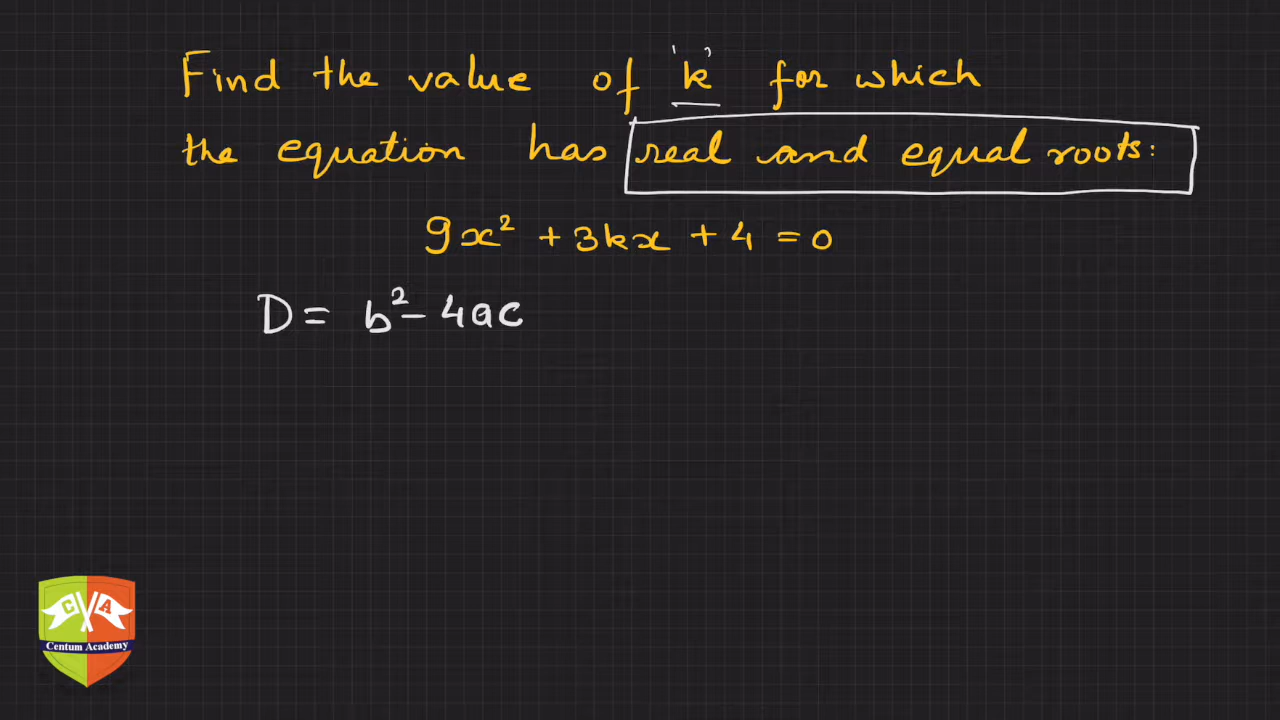 Find the value of 'k' for which
the equation has real and equal roots:
9x² + 3kx + 4 = 0
D = b² - 4ac
C A
Centum Academy